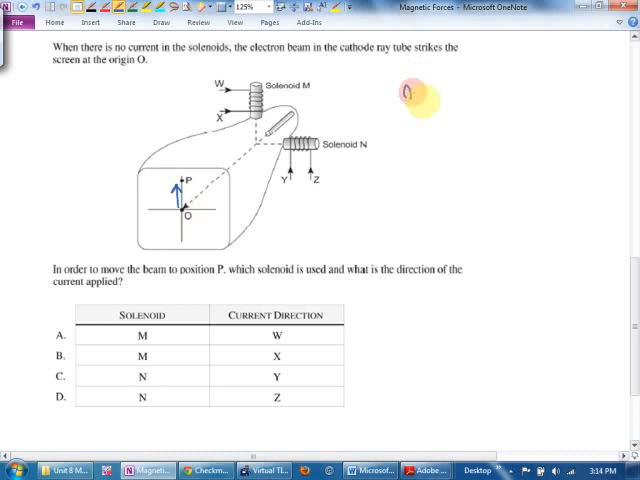 Magnetic Forces - Microsoft OneNote
File
Home
Insert
Share
Draw
Review
View
Add-Ins
125%
When there is no current in the solenoids, the electron beam in the cathode ray tube strikes the
screen at the origin O.
W
Solenoid M
X
Solenoid N
P
Y
Z
O
In order to move the beam to position P, which solenoid is used and what is the direction of the
current applied?
SOLENOID CURRENT DIRECTION
A. M W
B. M X
C. N Y
D. N Z
Unit 8 M
Magneti
Checkm
Virtual TI
Microsof
Adobe
Desktop
3:14 PM